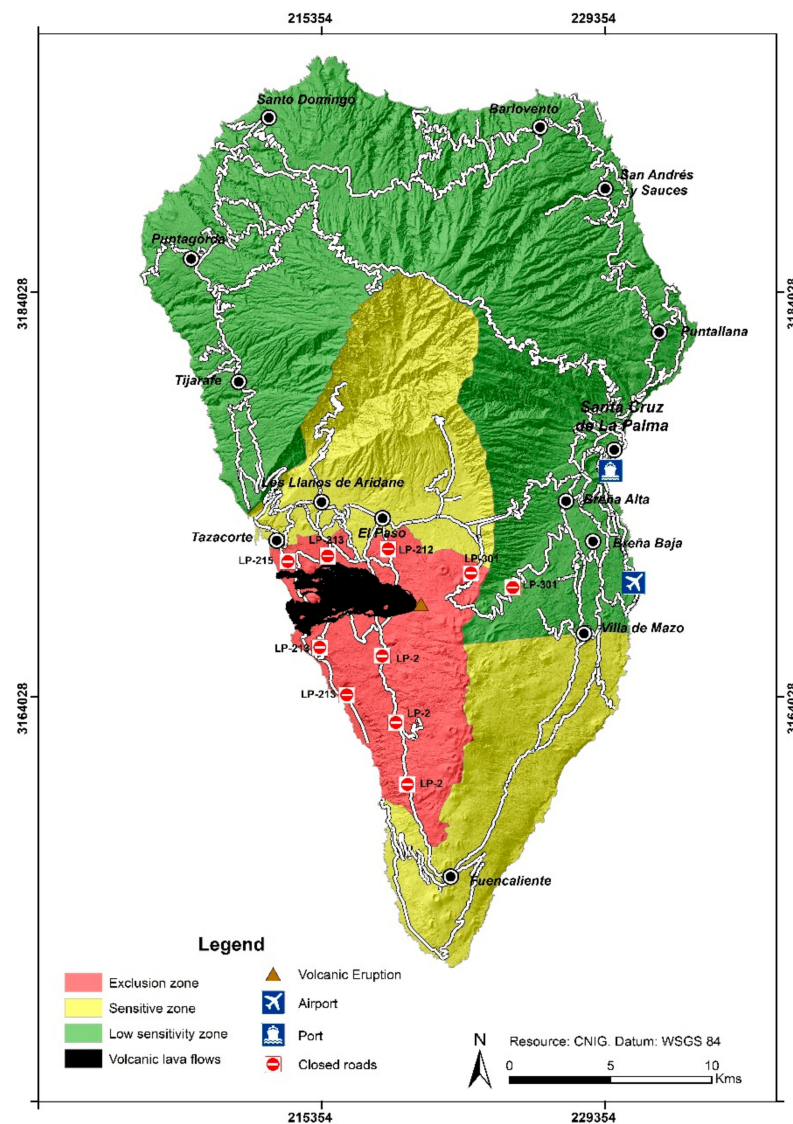 215354 229354
Santo Domingo
Barlovento
San Andrés
y Sauces
Puntagorda
3184028 3184028
Puntallana
Tijarafe
Santa Cruz
de La Palma
Los Llanos de Aridane
Breña Alta
El Paso
Tazacorte
LP-213
LP-212
Breña Baja
LP-215
LP-301
LP-301
Villa de Mazo
LP-213
LP-2
LP-213
3164028 3164028
LP-2
LP-2
Fuencaliente
Legend
Exclusion zone
Sensitive zone
Low sensitivity zone
Volcanic lava flows
Volcanic Eruption
Airport
Port
Closed roads
N
Resource: CNIG. Datum: WSGS 84
0 5 10
Kms
215354 229354